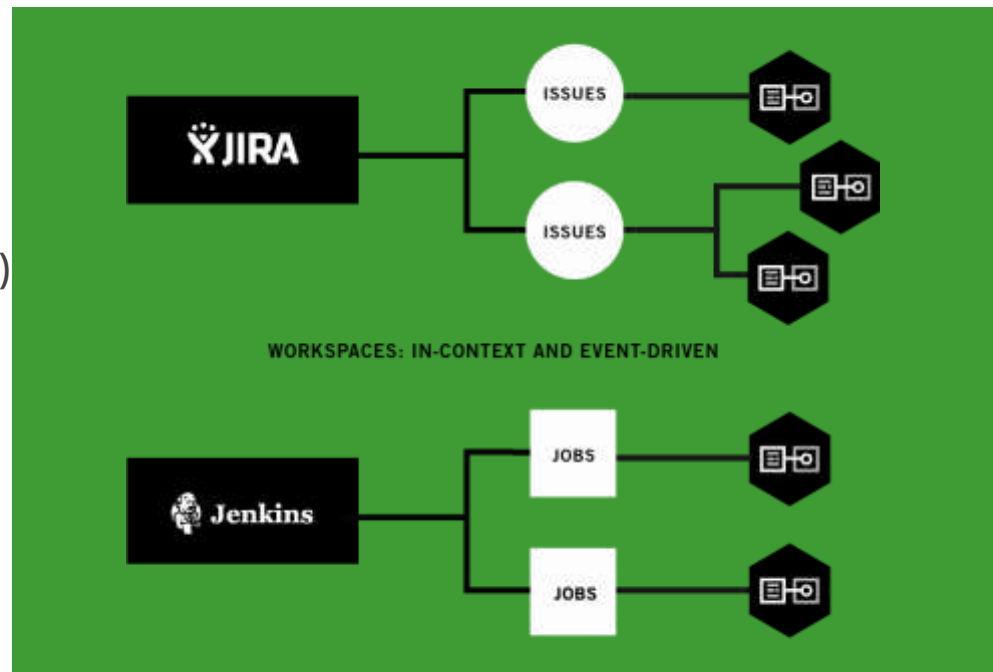 JIRA
ISSUES
ISSUES
)
WORKSPACES: IN-CONTEXT AND EVENT-DRIVEN
Jenkins
JOBS
JOBS